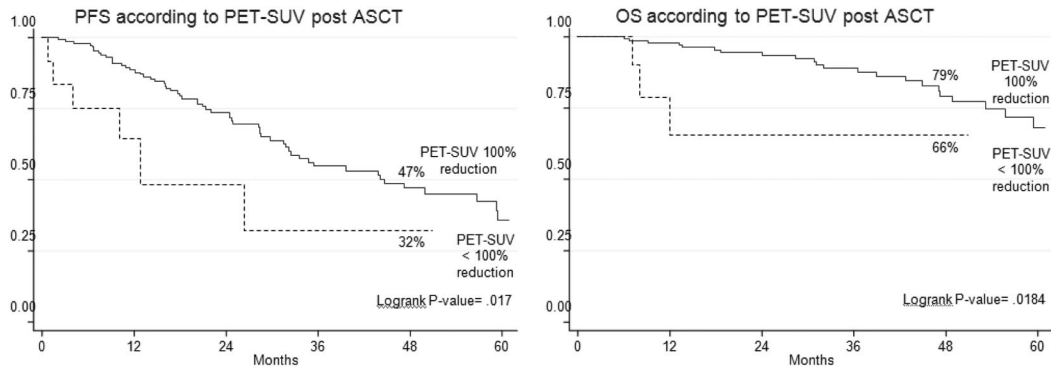 PFS according to PET-SUV post ASCT
1.00
0.75
0.50
0.25
0.00
47%
PET-SUV 100%
reduction
32%
PET-SUV
< 100%
reduction
Logrank P-value= .017
0 12 24 36 48 60
Months
OS according to PET-SUV post ASCT
1.00
0.75
0.50
0.25
0.00
79%
PET-SUV
100%
reduction
66%
PET-SUV
< 100%
reduction
Logrank P-value= .0184
0 12 24 36 48 60
Months